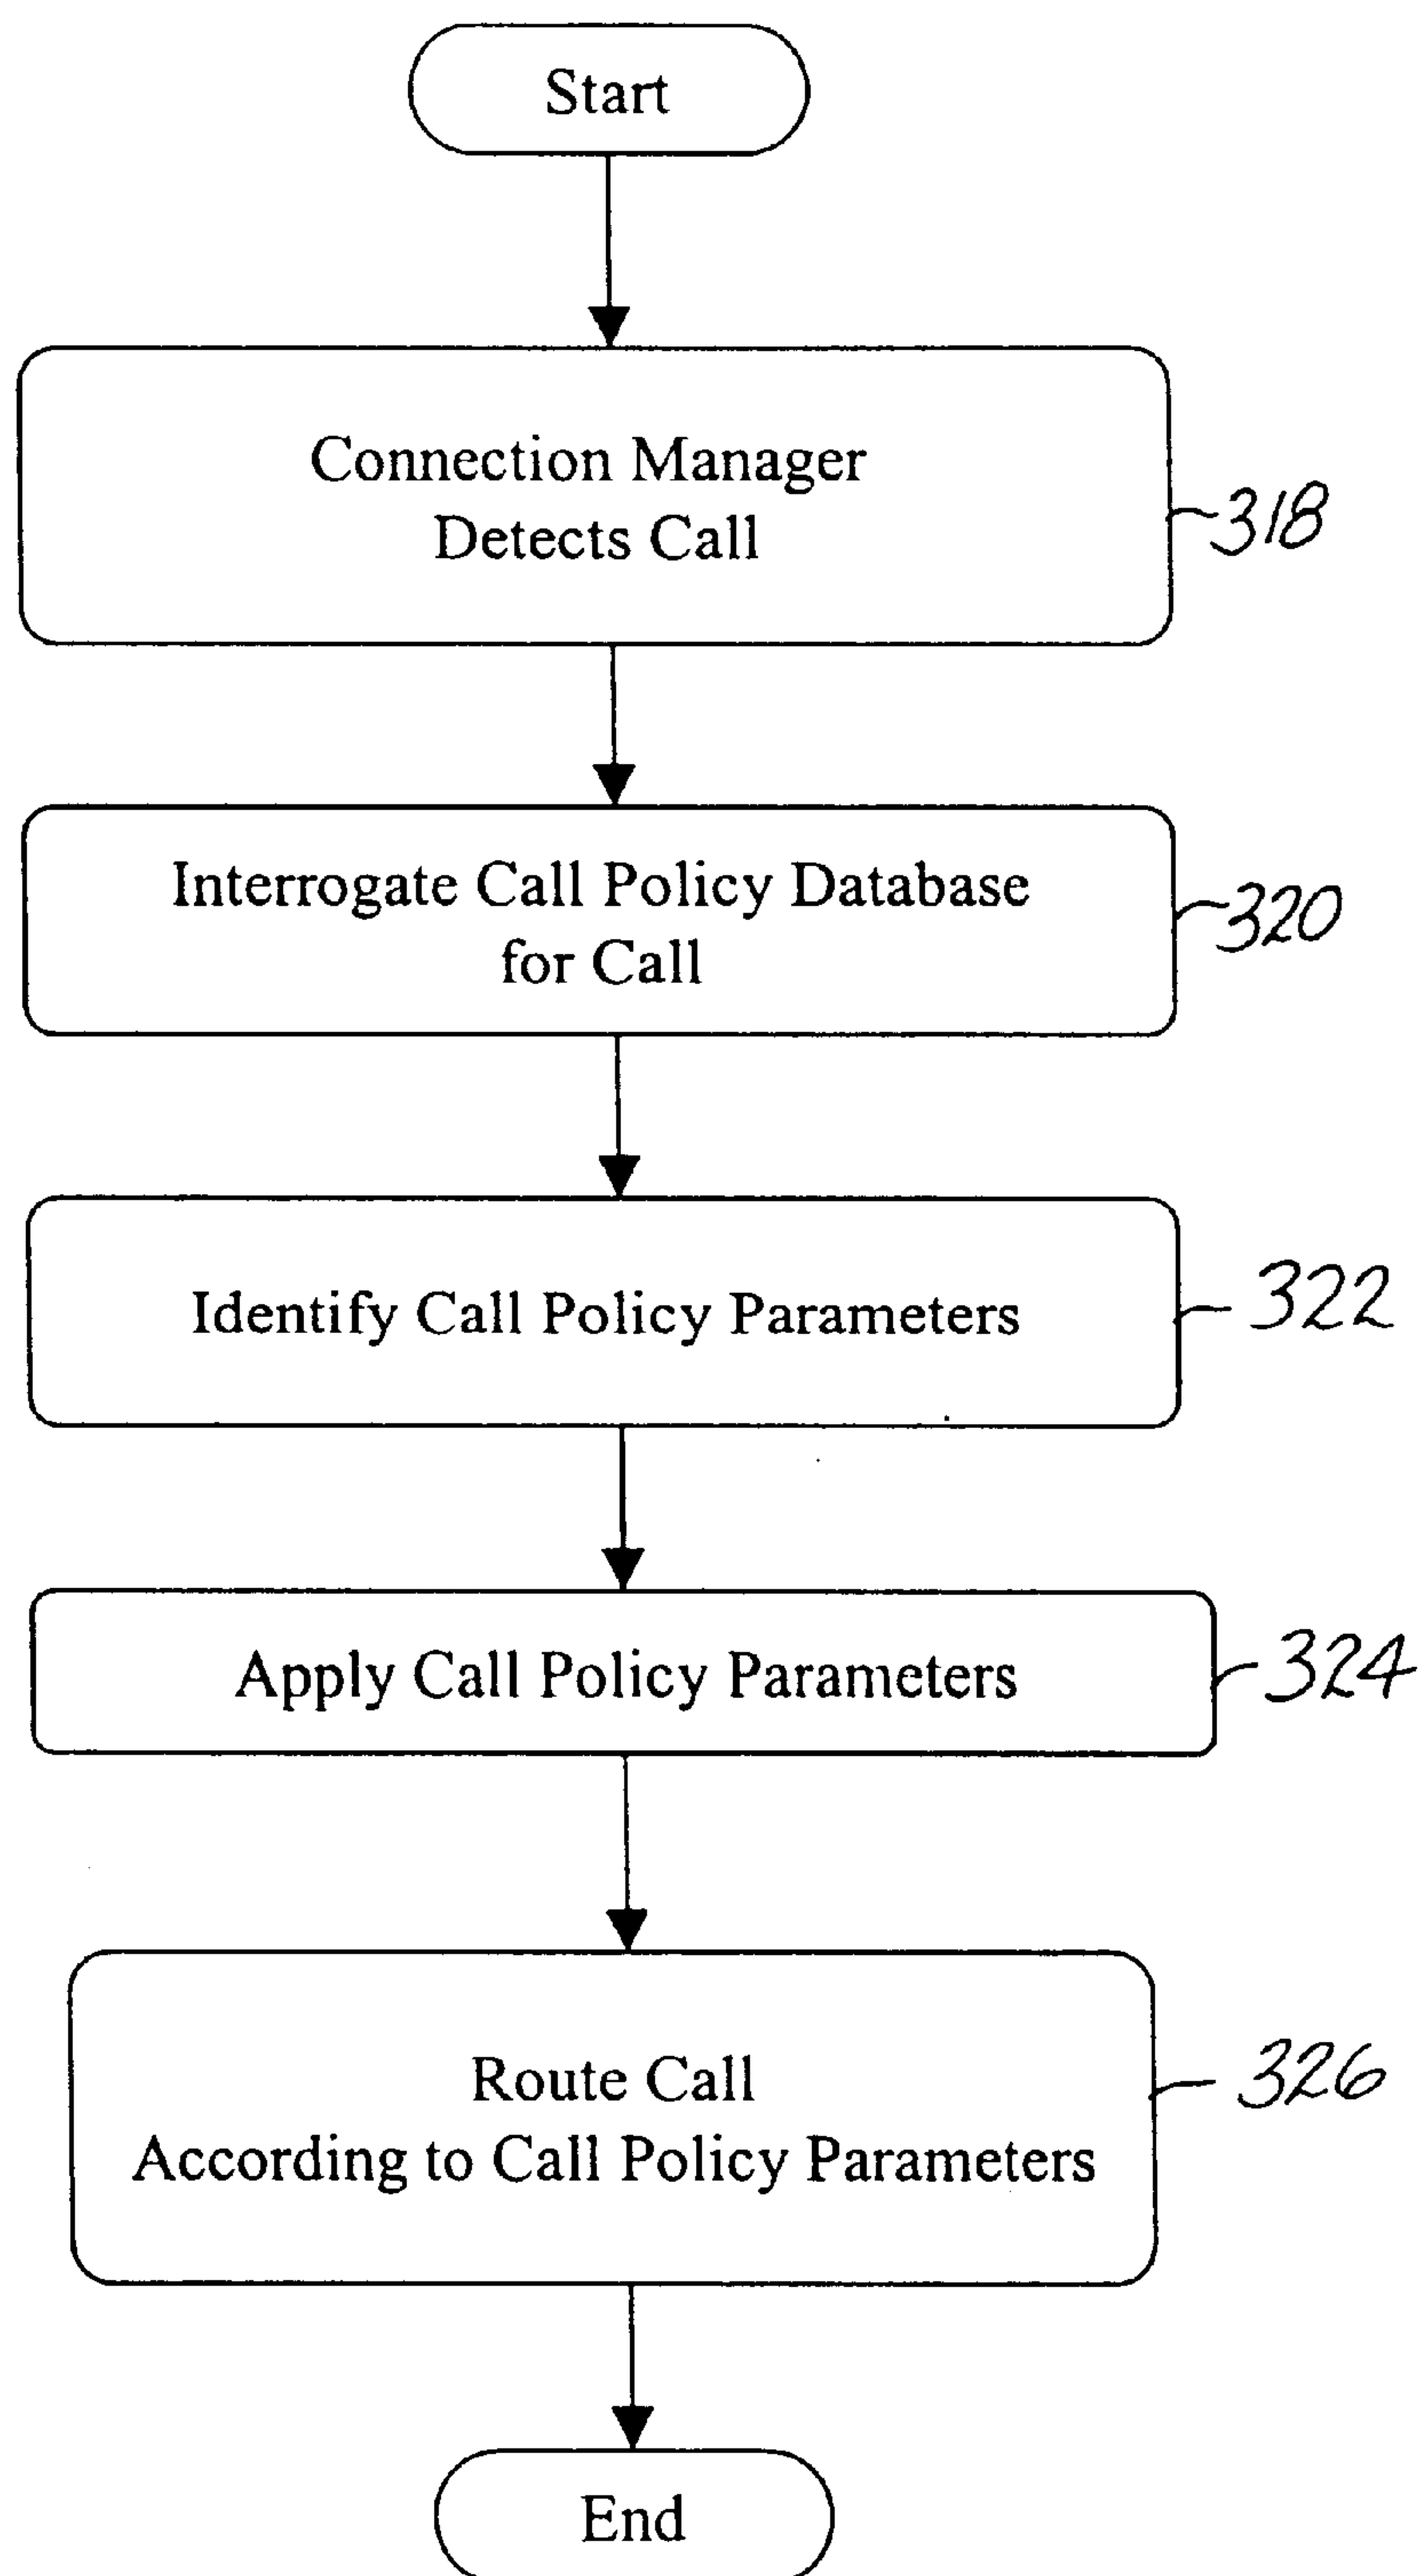 Start
Connection Manager
Detects Call
318
Interrogate Call Policy Database
for Call
320
Identify Call Policy Parameters
322
Apply Call Policy Parameters
324
Route Call
According to Call Policy Parameters
326
End